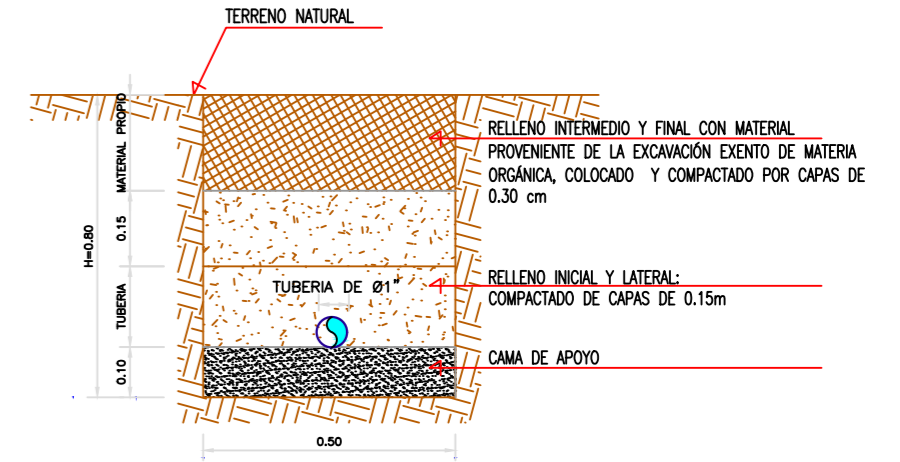 TERRENO NATURAL
MATERIAL PROPIO
0.15
H=0.80
TUBERIA
0.10
TUBERIA DE Ø1"
0.50
RELLENO INTERMEDIO Y FINAL CON MATERIAL
PROVENIENTE DE LA EXCAVACIÓN EXENTO DE MATERIA
ORGÁNICA, COLOCADO Y COMPACTADO POR CAPAS DE
0.30 cm
RELLENO INICIAL Y LATERAL:
COMPACTADO DE CAPAS DE 0.15m
CAMA DE APOYO